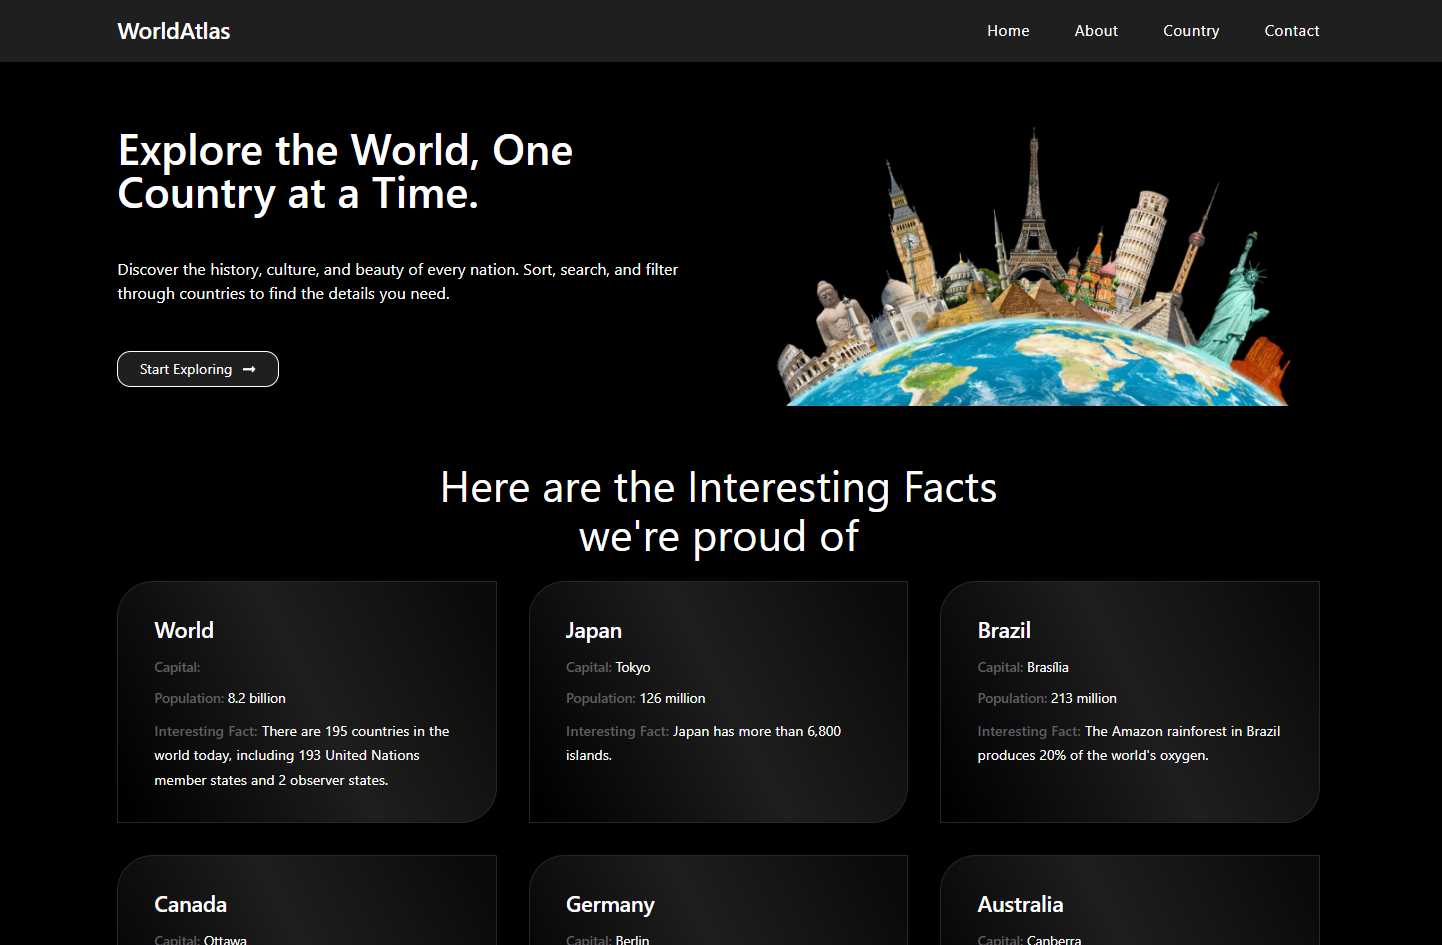 WorldAtlas
Home
About
Country
Contact
Explore the World, One
Country at a Time.
Discover the history, culture, and beauty of every nation. Sort, search, and filter
through countries to find the details you need.
Start Exploring
Here are the Interesting Facts
we're proud of
World
Capital:
Population: 8.2 billion
Interesting Fact: There are 195 countries in the
world today, including 193 United Nations
member states and 2 observer states.
Japan
Capital: Tokyo
Population: 126 million
Interesting Fact: Japan has more than 6,800
islands.
Brazil
Capital: Brasília
Population: 213 million
Interesting Fact: The Amazon rainforest in Brazil
produces 20% of the world's oxygen.
Canada
Capital: Ottawa
Germany
Capital: Berlin
Australia
Capital: Canberra